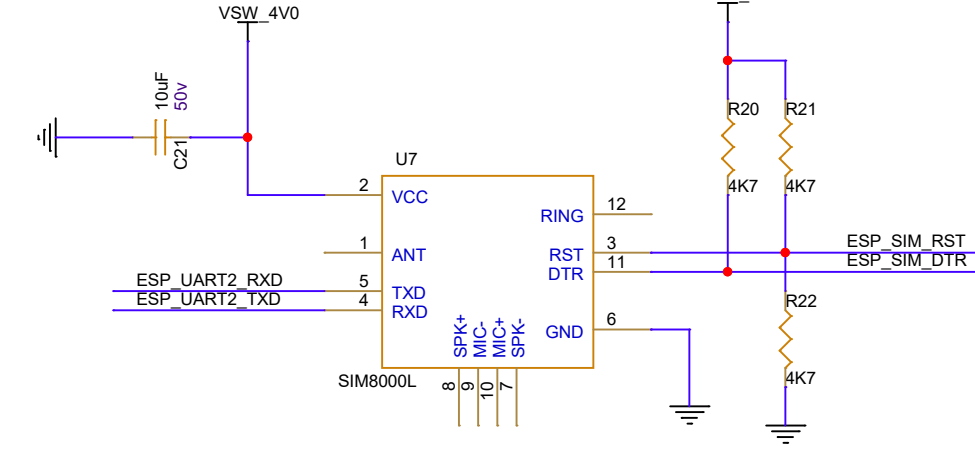 VSW_4V0
10uF
50v
C21
R20
R21
4K7
4K7
U7
2
VCC
RING
12
1
ANT
RST
3
ESP_SIM_RST
DTR
11
ESP_SIM_DTR
ESP_UART2_RXD
5
TXD
ESP_UART2_TXD
4
RXD
R22
GND
6
SPK+
MIC-
MIC+
SPK-
4K7
SIM8000L
8
9
10
7